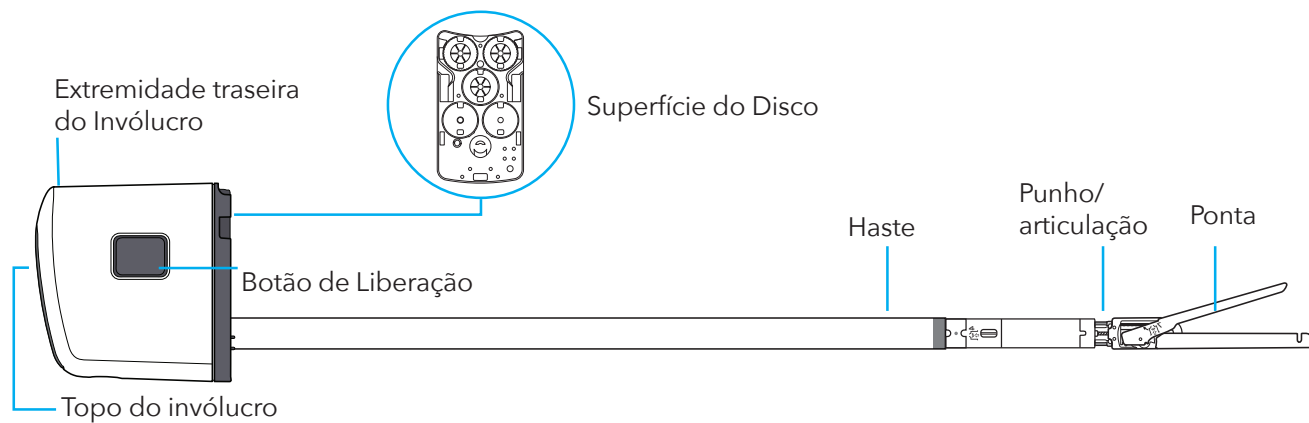 Extremidade traseira
do Invólucro
Superfície do Disco
Punho/
articulação
Ponta
Haste
Botão de Liberação
Topo do invólucro